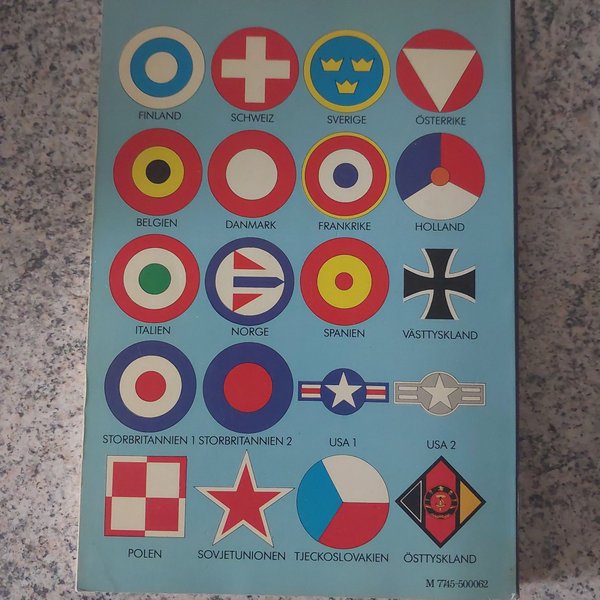 FINLAND SCHWEIZ SVERIGE ÖSTERRIKE
BELGIEN DANMARK FRANKRIKE HOLLAND
ITALIEN NORGE SPANIEN VÄSTTYSKLAND
STORBRITANNIEN 1 STORBRITANNIEN 2 USA 1 USA 2
POLEN SOVJETUNIONEN TJECKOSLOVAKIEN ÖSTTYSKLAND
M 7745-500062